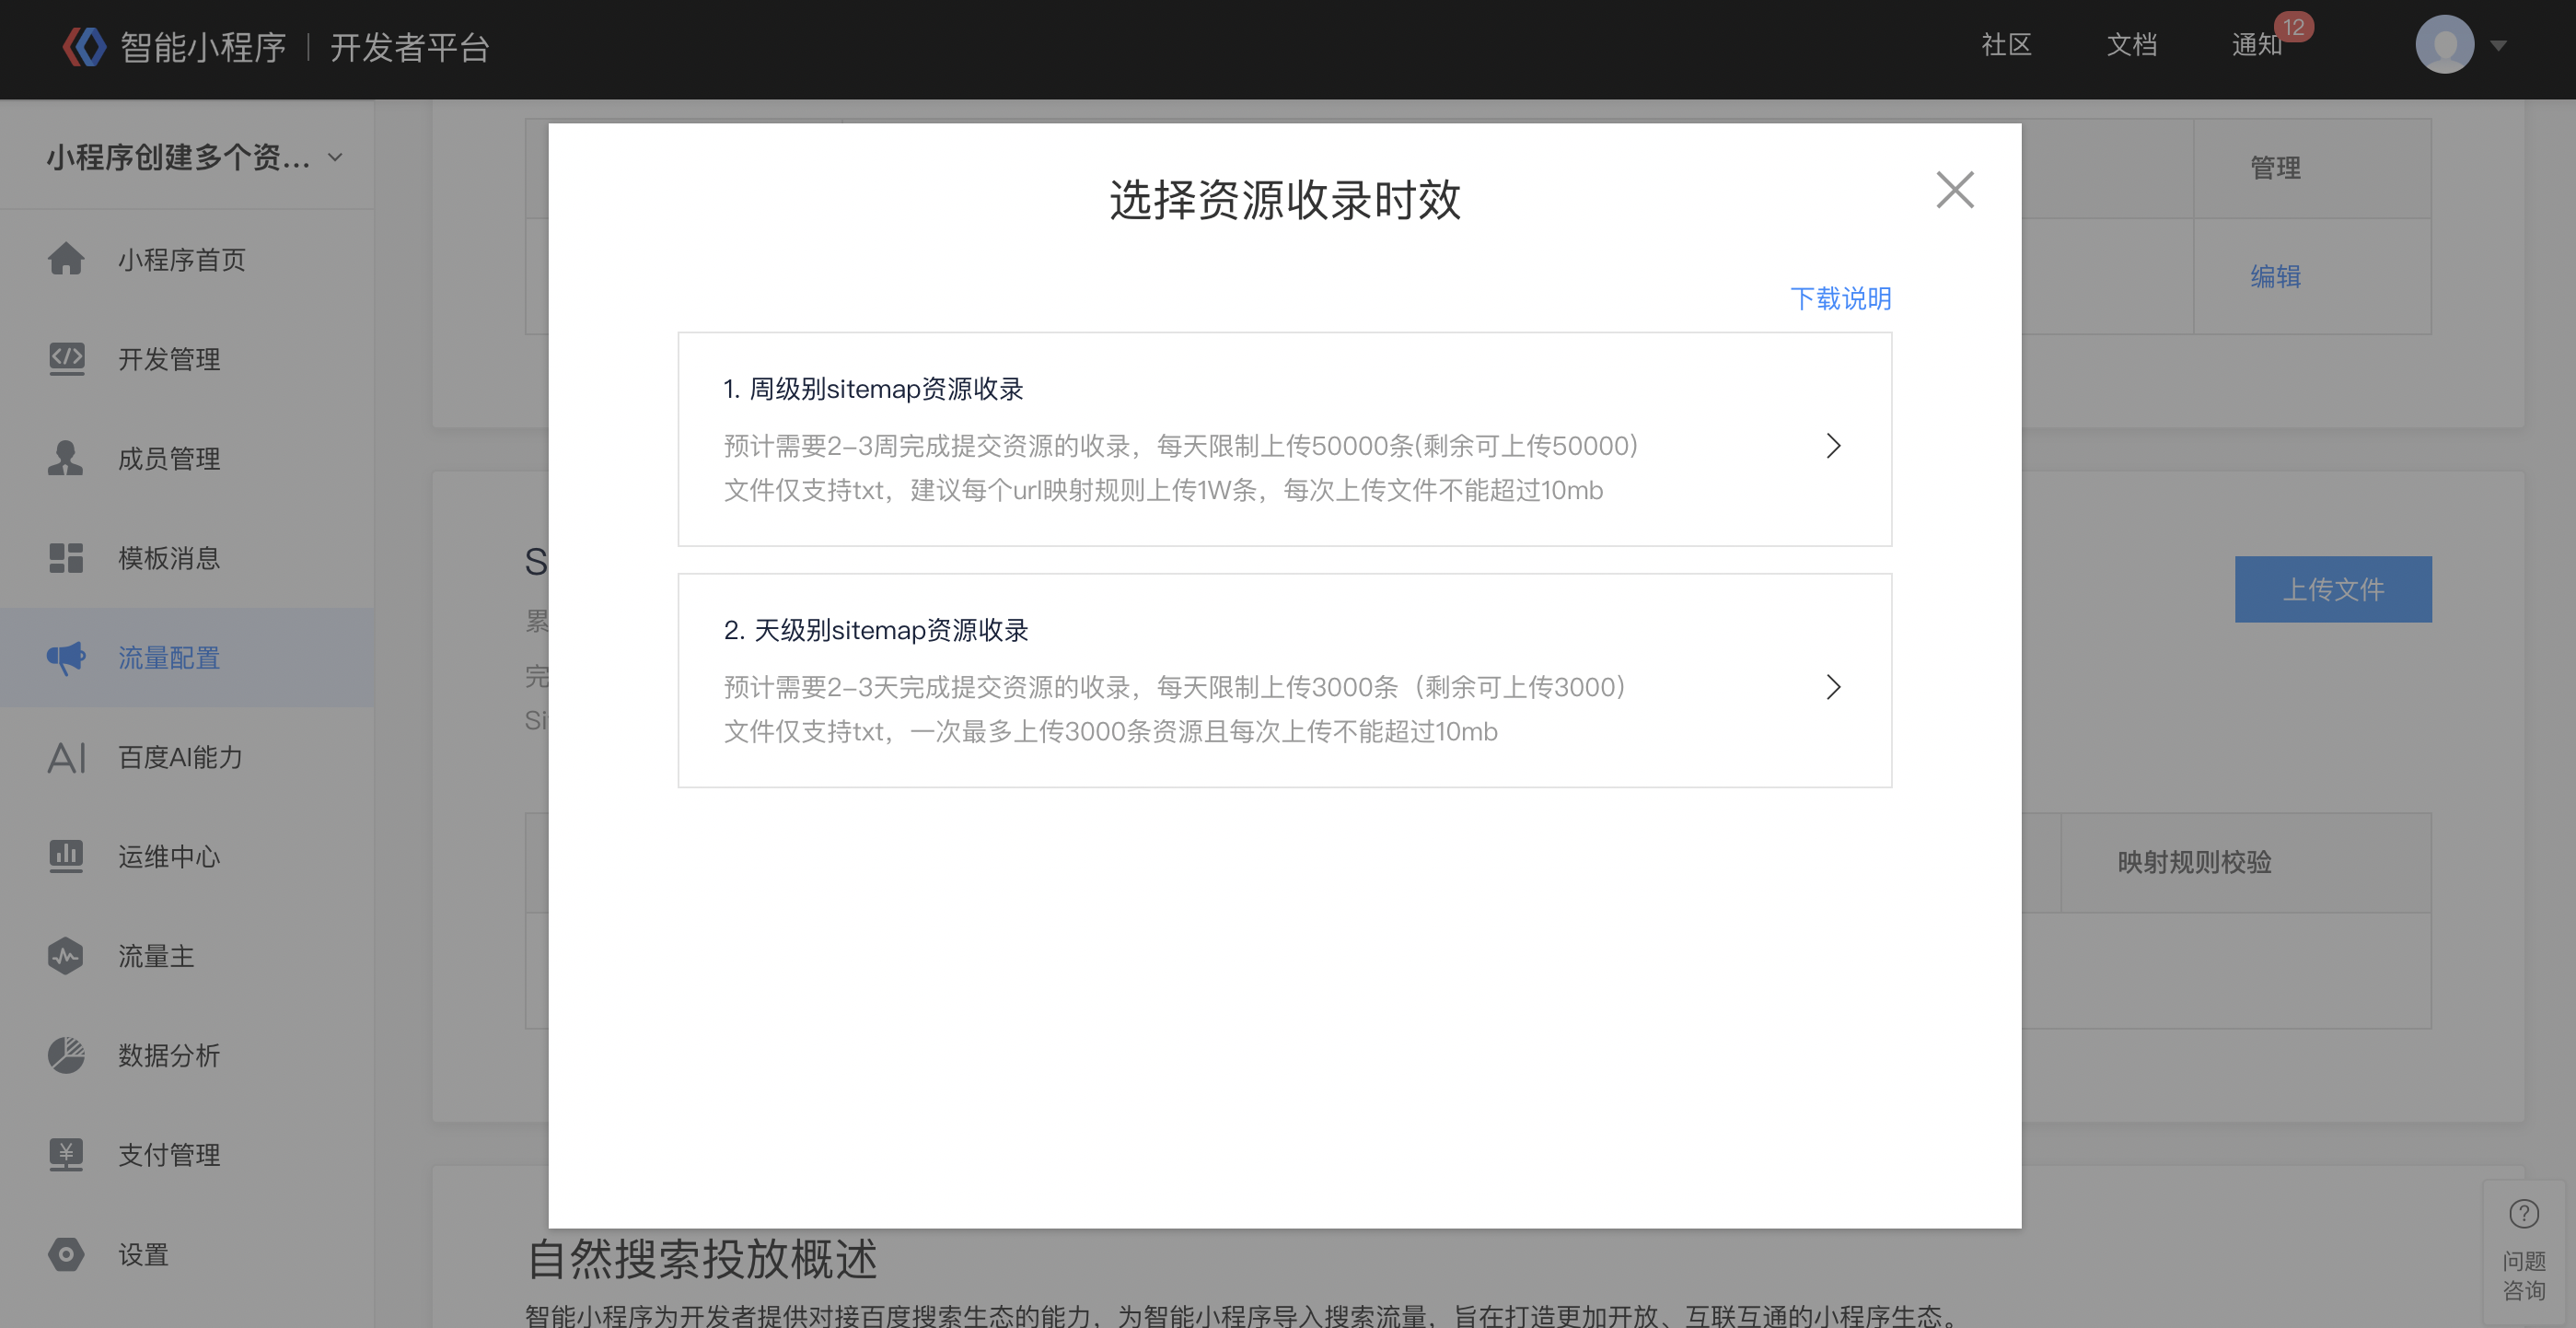 智能小程序 | 开发者平台
社区
文档
通知
12
小程序创建多个资...
小程序首页
开发管理
成员管理
模板消息
流量配置
百度AI能力
运维中心
流量主
数据分析
支付管理
设置
管理
编辑
选择资源收录时效
下载说明
1. 周级别sitemap资源收录
预计需要2-3周完成提交资源的收录，每天限制上传50000条(剩余可上传50000)
文件仅支持txt，建议每个url映射规则上传1W条，每次上传文件不能超过10mb
2. 天级别sitemap资源收录
预计需要2-3天完成提交资源的收录，每天限制上传3000条（剩余可上传3000）
文件仅支持txt，一次最多上传3000条资源且每次上传不能超过10mb
S
累
完
Si
上传文件
映射规则校验
自然搜索投放概述
智能小程序为开发者提供对接百度搜索生态的能力，为智能小程序导入搜索流量，旨在打造更加开放、互联互通的小程序生态。
问题
咨询